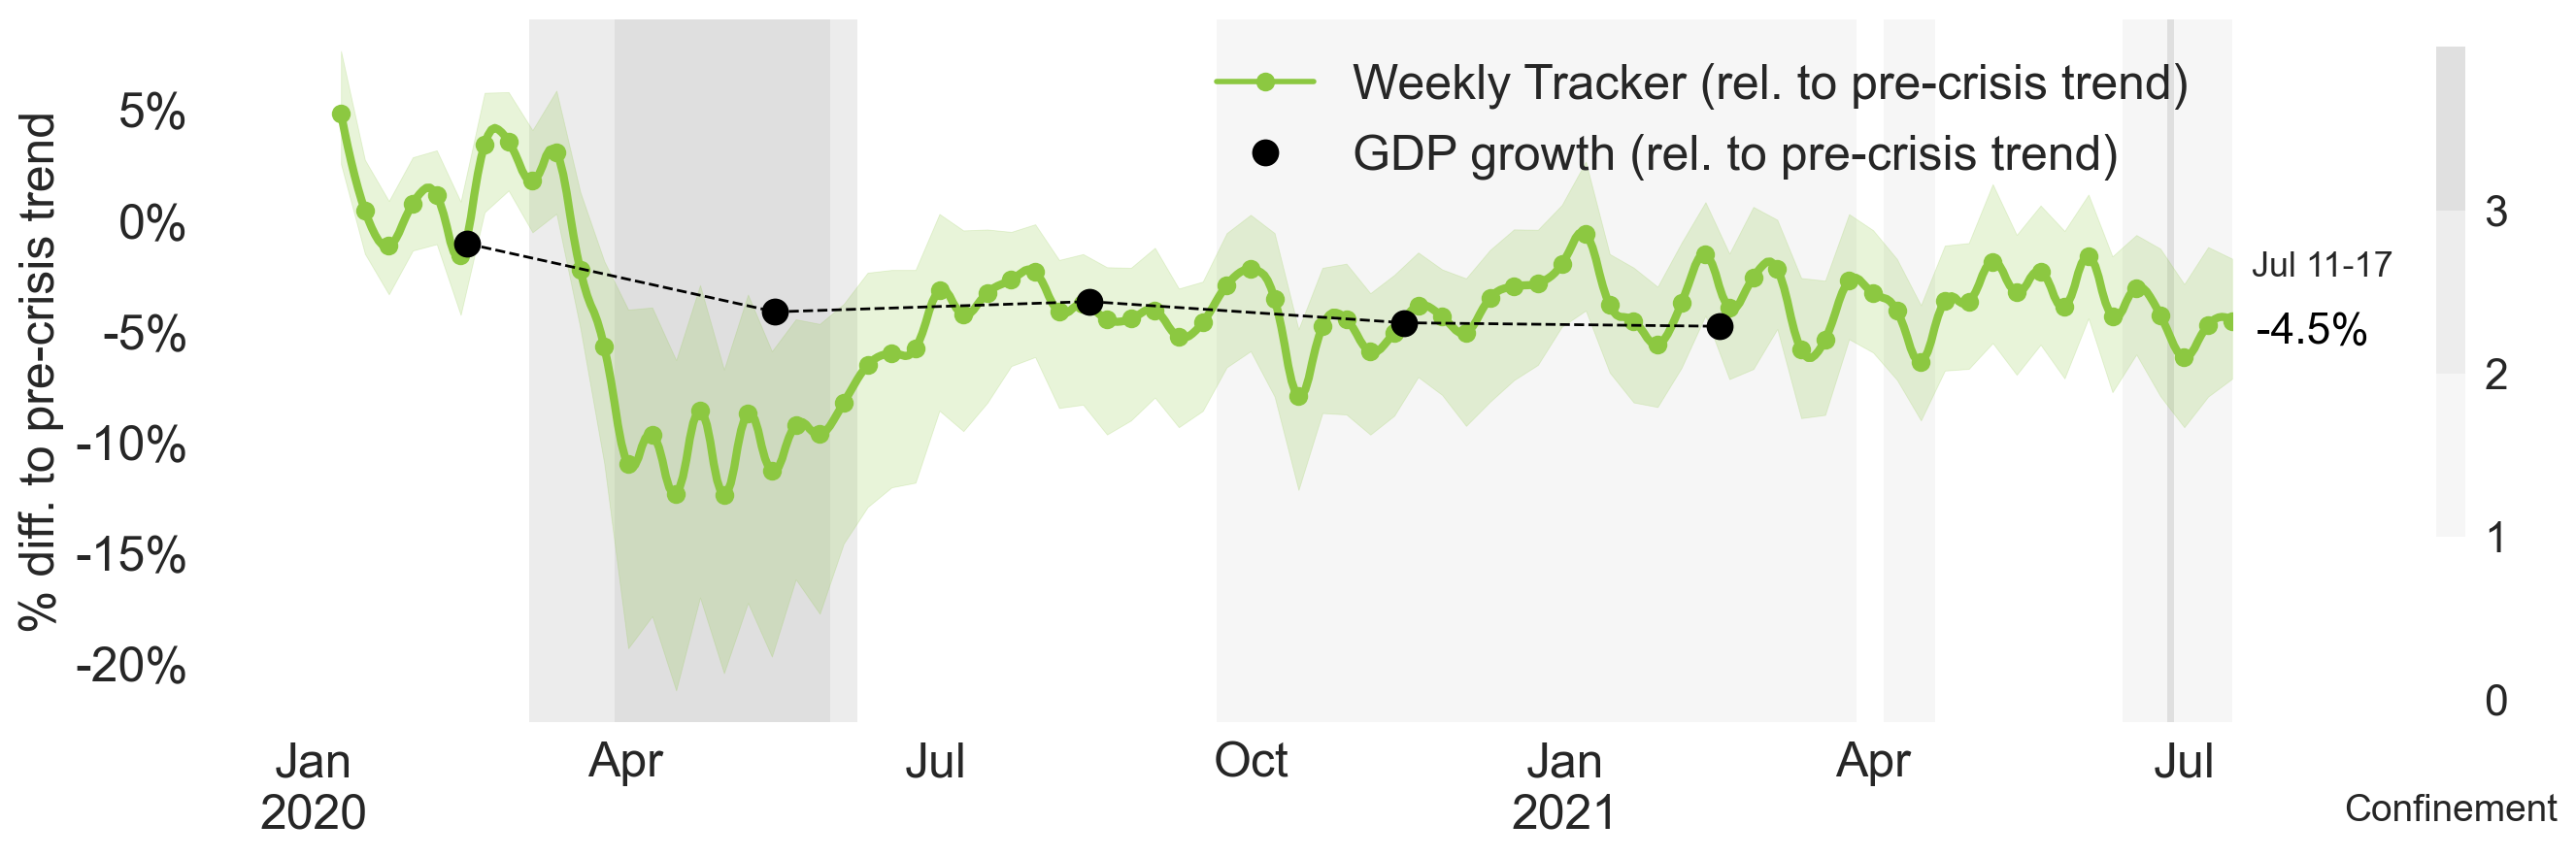 Weekly Tracker (rel. to pre-crisis trend)
GDP growth (rel. to pre-crisis trend)
% diff. to pre-crisis trend
5%
0%
-5%
-10%
-15%
-20%
Jul 11-17
-4.5%
3
2
1
0
Jan
2020
Apr
Jul
Oct
Jan
2021
Apr
Jul
Confinement